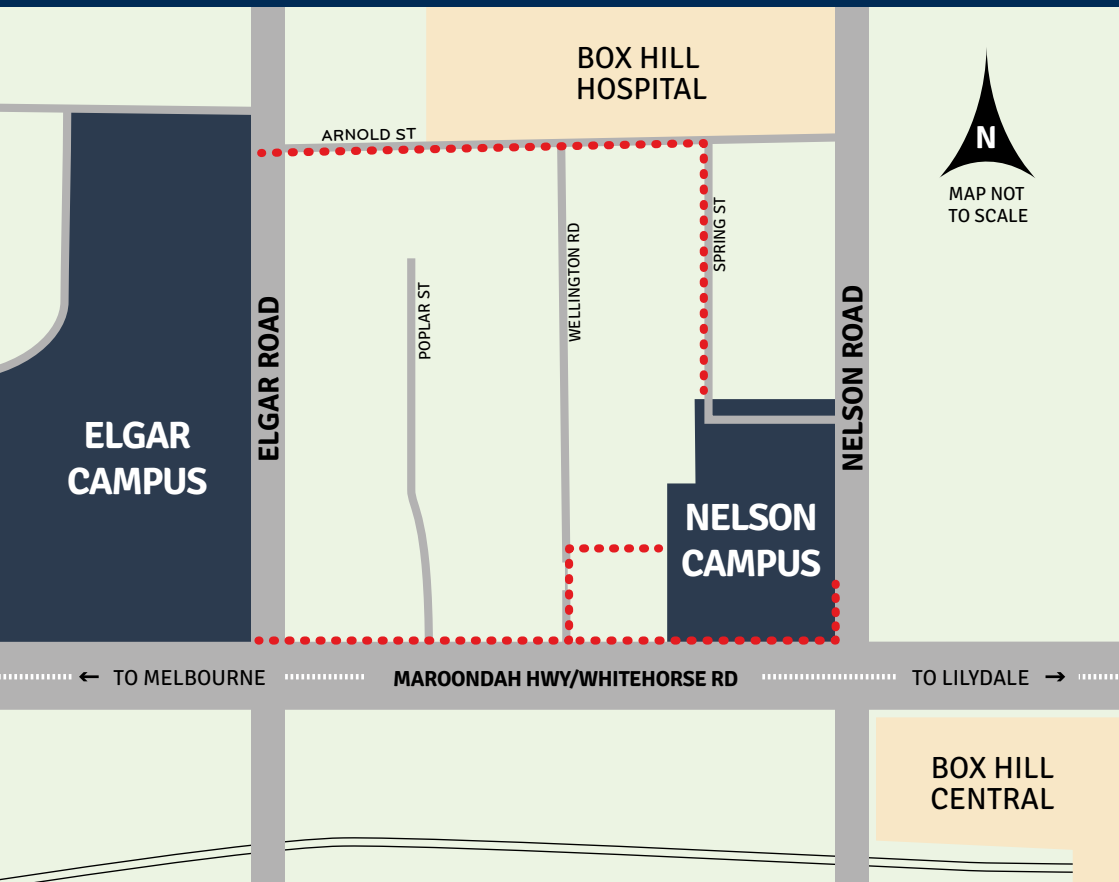 BOX HILL
HOSPITAL
N
MAP NOT
TO SCALE
ARNOLD ST
SPRING ST
WELLINGTON RD
POPLAR ST
ELGAR ROAD
NELSON ROAD
ELGAR
CAMPUS
NELSON
CAMPUS
← TO MELBOURNE
MAROONDAH HWY/WHITEHORSE RD
TO LILYDALE →
BOX HILL
CENTRAL